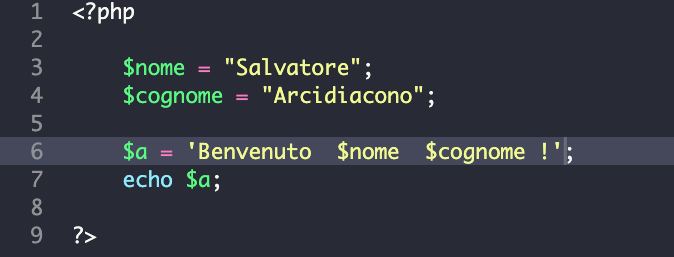 1 <?php
2
3 $nome = "Salvatore";
4 $cognome = "Arcidiacono";
5
6 $a = 'Benvenuto  $nome  $cognome !';
7 echo $a;
8
9 ?>